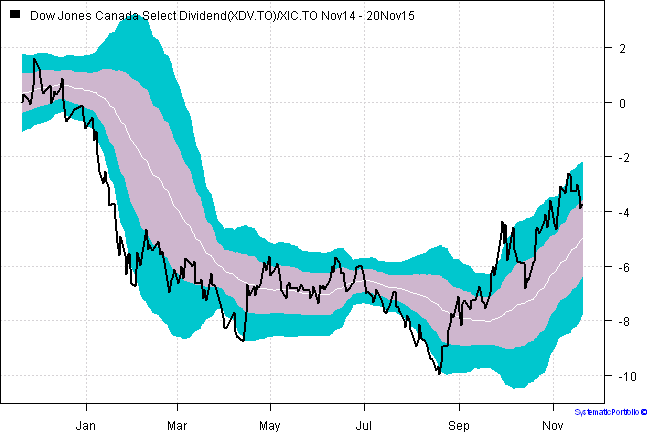 Dow Jones Canada Select Dividend(XDV.TO)/XIC.TO Nov14 - 20Nov15
2
0
-2
-4
-6
-8
-10
Jan Mar May Jul Sep Nov
SystematicPortfolio ©